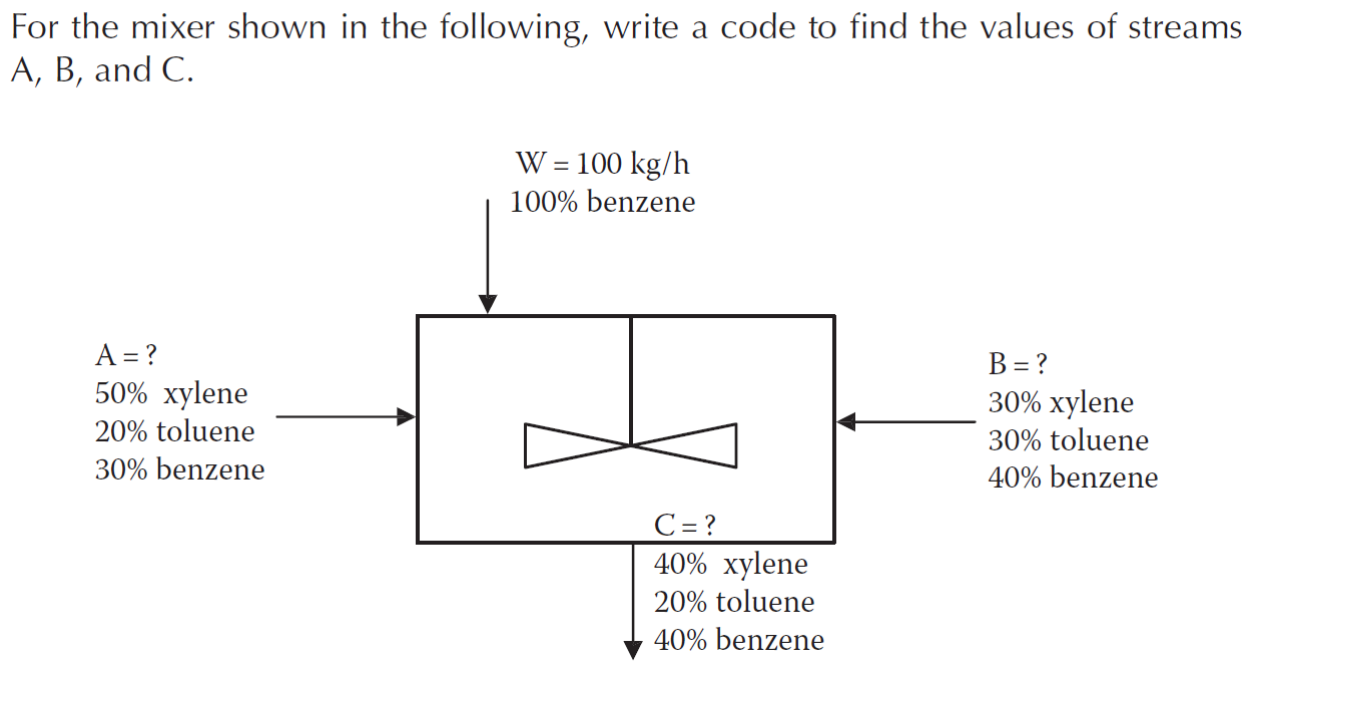 For the mixer shown in the following, write a code to find the values of streams
A, B, and C.
W = 100 kg/h
100% benzene
A = ?
50% xylene
20% toluene
30% benzene
B = ?
30% xylene
30% toluene
40% benzene
C = ?
40% xylene
20% toluene
40% benzene